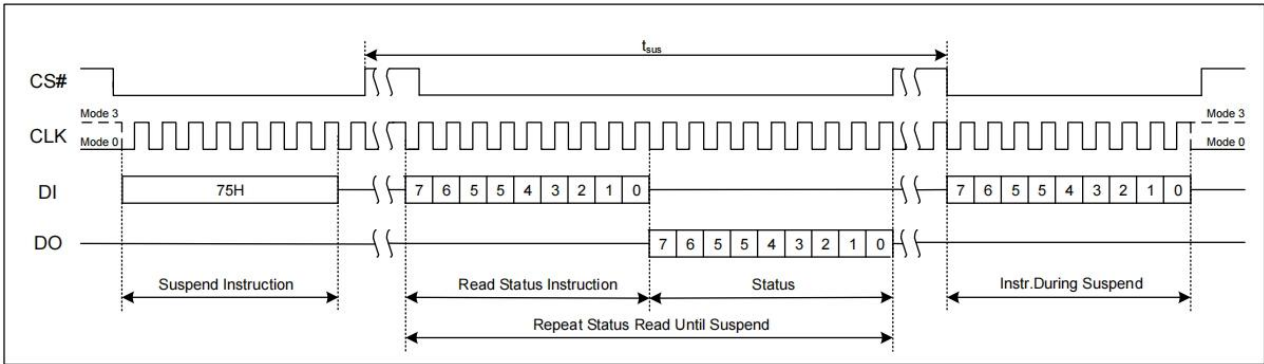 tsus
CS#
Mode 3
Mode 3
CLK
Mode 0
Mode 0
DI
75H
7 6 5 5 4 3 2 1 0
7 6 5 5 4 3 2 1 0
DO
7 6 5 5 4 3 2 1 0
Suspend Instruction
Read Status Instruction
Status
Instr.During Suspend
Repeat Status Read Until Suspend